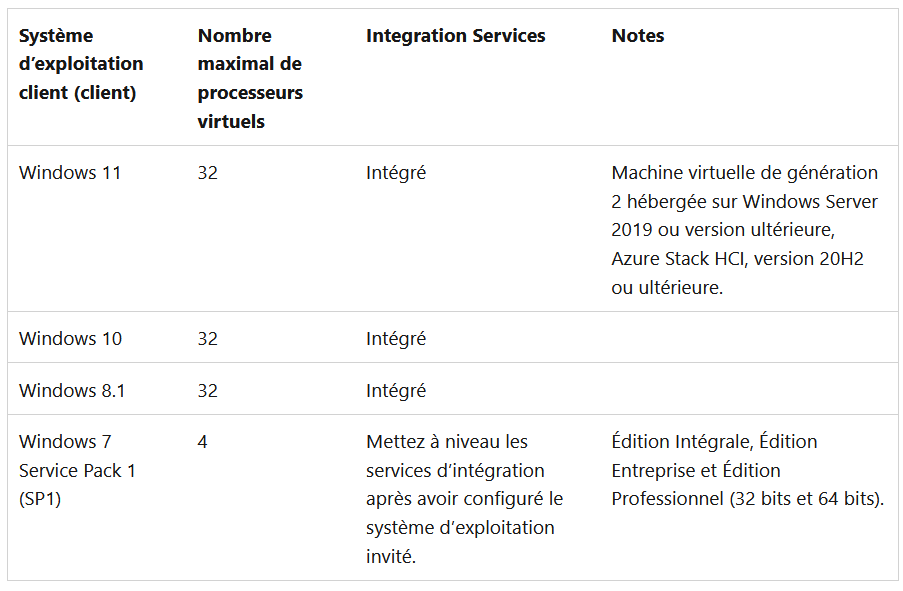 Système
d’exploitation
client (client)
Nombre
maximal de
processeurs
virtuels
Integration Services
Notes
Windows 11
32
Intégré
Machine virtuelle de génération
2 hébergée sur Windows Server
2019 ou version ultérieure,
Azure Stack HCI, version 20H2
ou ultérieure.
Windows 10
32
Intégré
Windows 8.1
32
Intégré
Windows 7
Service Pack 1
(SP1)
4
Mettez à niveau les
services d’intégration
après avoir configuré le
système d’exploitation
invité.
Édition Intégrale, Édition
Entreprise et Édition
Professionnel (32 bits et 64 bits).